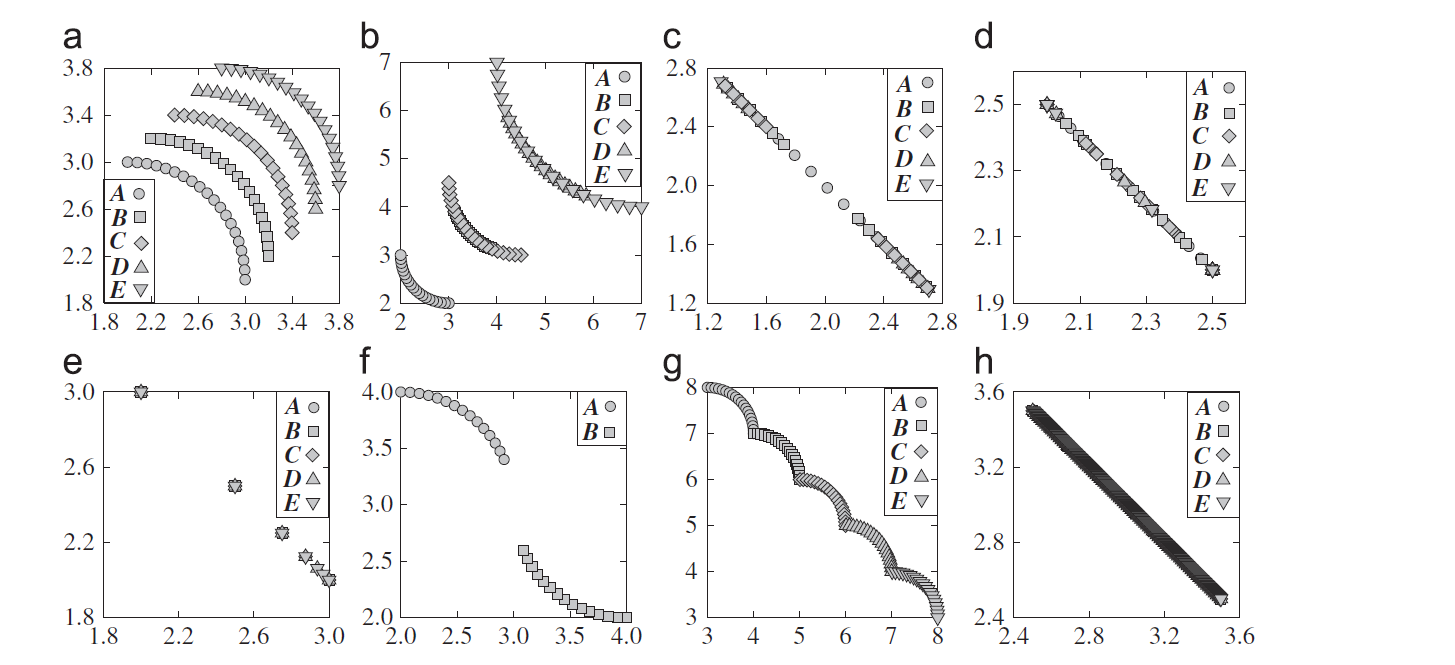 a b c d
3.8 3.4 3.0 2.6 2.2 1.8
A
B
C
D
E
1.8 2.2 2.6 3.0 3.4 3.8
7 6 5 4 3 2
A
B
C
D
E
2 3 4 5 6 7
2.8 2.4 2.0 1.6 1.2
A
B
C
D
E
1.2 1.6 2.0 2.4 2.8
2.5 2.3 2.1 1.9
A
B
C
D
E
1.9 2.1 2.3 2.5
e f g h
3.0 2.6 2.2 1.8
A
B
C
D
E
1.8 2.2 2.6 3.0
4.0 3.5 3.0 2.5 2.0
A
B
2.0 2.5 3.0 3.5 4.0
8 7 6 5 4 3
A
B
C
D
E
3 4 5 6 7 8
3.6 3.2 2.8 2.4
A
B
C
D
E
2.4 2.8 3.2 3.6